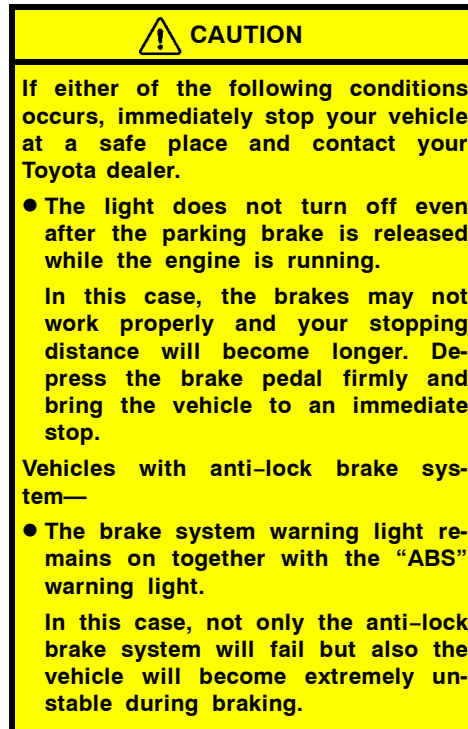 CAUTION
If either of the following conditions
occurs, immediately stop your vehicle
at a safe place and contact your
Toyota dealer.
● The light does not turn off even
after the parking brake is released
while the engine is running.
In this case, the brakes may not
work properly and your stopping
distance will become longer. De-
press the brake pedal firmly and
bring the vehicle to an immediate
stop.
Vehicles with anti–lock brake sys-
tem—
● The brake system warning light re-
mains on together with the “ABS”
warning light.
In this case, not only the anti–lock
brake system will fail but also the
vehicle will become extremely un-
stable during braking.